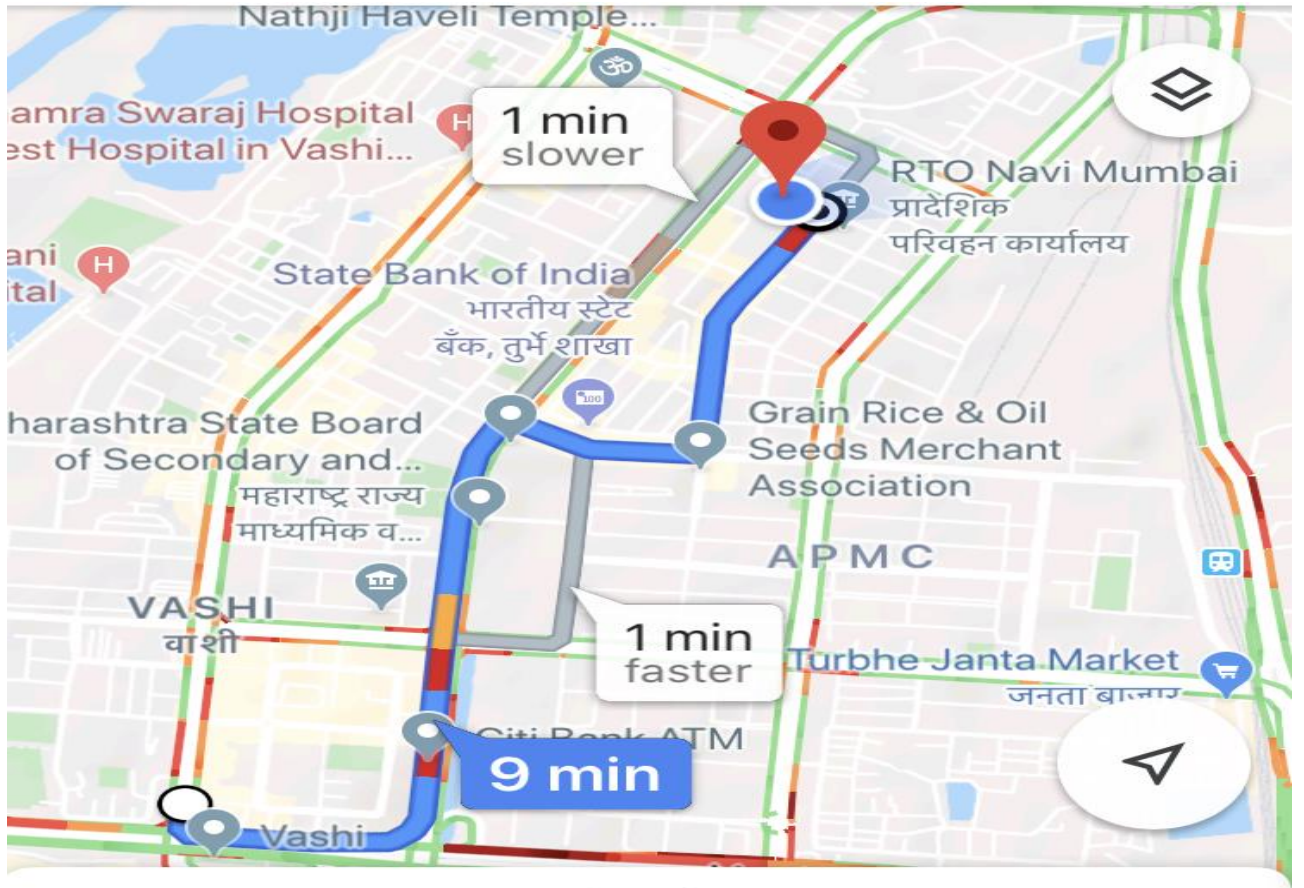 Nathji Haveli Temple...
amra Swaraj Hospital
est Hospital in Vashi...
H
1 min
slower
RTO Navi Mumbai
प्रादेशिक
परिवहन कार्यालय
ani
ital
H
State Bank of India
भारतीय स्टेट
बँक, तुर्भे शाखा
100
harashtra State Board
of Secondary and...
महाराष्ट्र राज्य
माध्यमिक व...
Grain Rice & Oil
Seeds Merchant
Association
APMC
VASHI
वाशी
1 min
faster
Turbhe Janta Market
जनता बाजार
Citi Bank ATM
9 min
Vashi